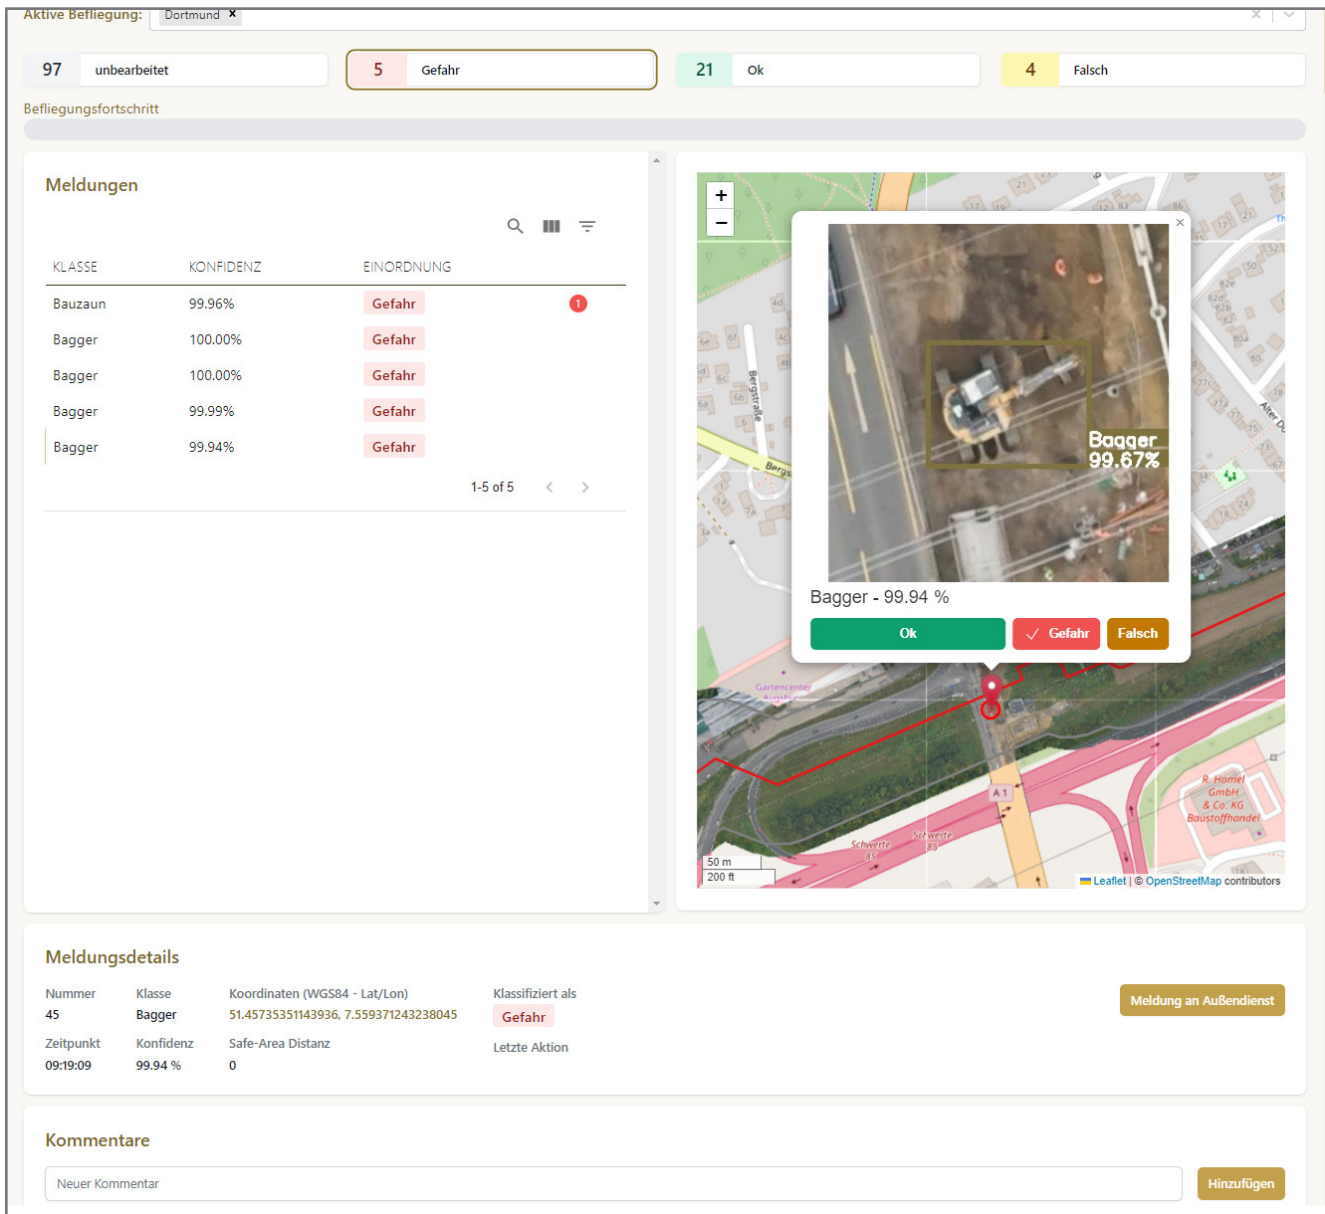 Aktive Befliegung: Dortmund x
97 unbearbeitet
5 Gefahr
21 Ok
4 Falsch
Befliegungsfortschritt
Meldungen
KLASSE KONFIDENZ EINORDNUNG
Bauzaun 99.96% Gefahr 1
Bagger 100.00% Gefahr
Bagger 100.00% Gefahr
Bagger 99.99% Gefahr
Bagger 99.94% Gefahr
1-5 of 5
+
−
Bagger
99.67%
Bagger - 99.94 %
Ok
Gefahr
Falsch
Bergstraße
Gartencenter
A 1
Schwerte
85
Schwerte
85
R. Homel
GmbH
& Co. KG
Baustoffhandel
50 m
200 ft
Leaflet | © OpenStreetMap contributors
Meldungsdetails
Nummer Klasse Koordinaten (WGS84 - Lat/Lon) Klassifiziert als
45 Bagger 51.45735351143936, 7.559371243238045 Gefahr
Meldung an Außendienst
Zeitpunkt Konfidenz Safe-Area Distanz Letzte Aktion
09:19:09 99.94 % 0
Kommentare
Neuer Kommentar
Hinzufügen